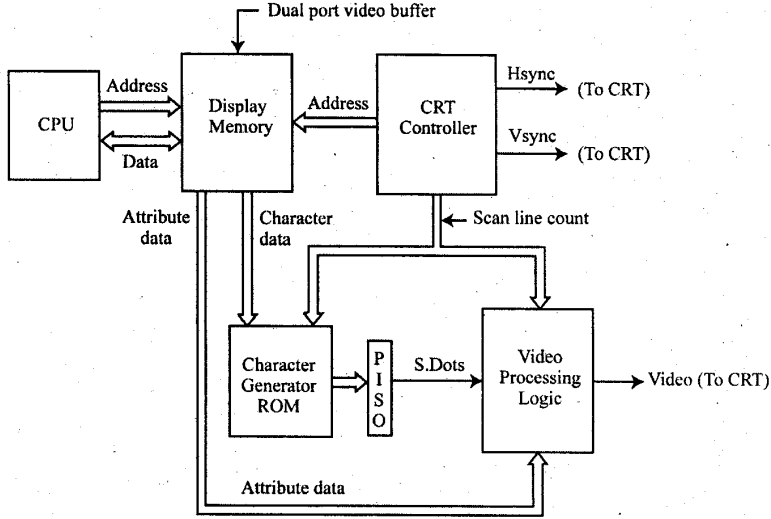 Dual port video buffer
CPU
Address
Data
Display
Memory
Address
CRT
Controller
Hsync
(To CRT)
Vsync
(To CRT)
Attribute
data
Character
data
Scan line count
Character
Generator
ROM
P
I
S
O
S.Dots
Video
Processing
Logic
Video (To CRT)
Attribute data